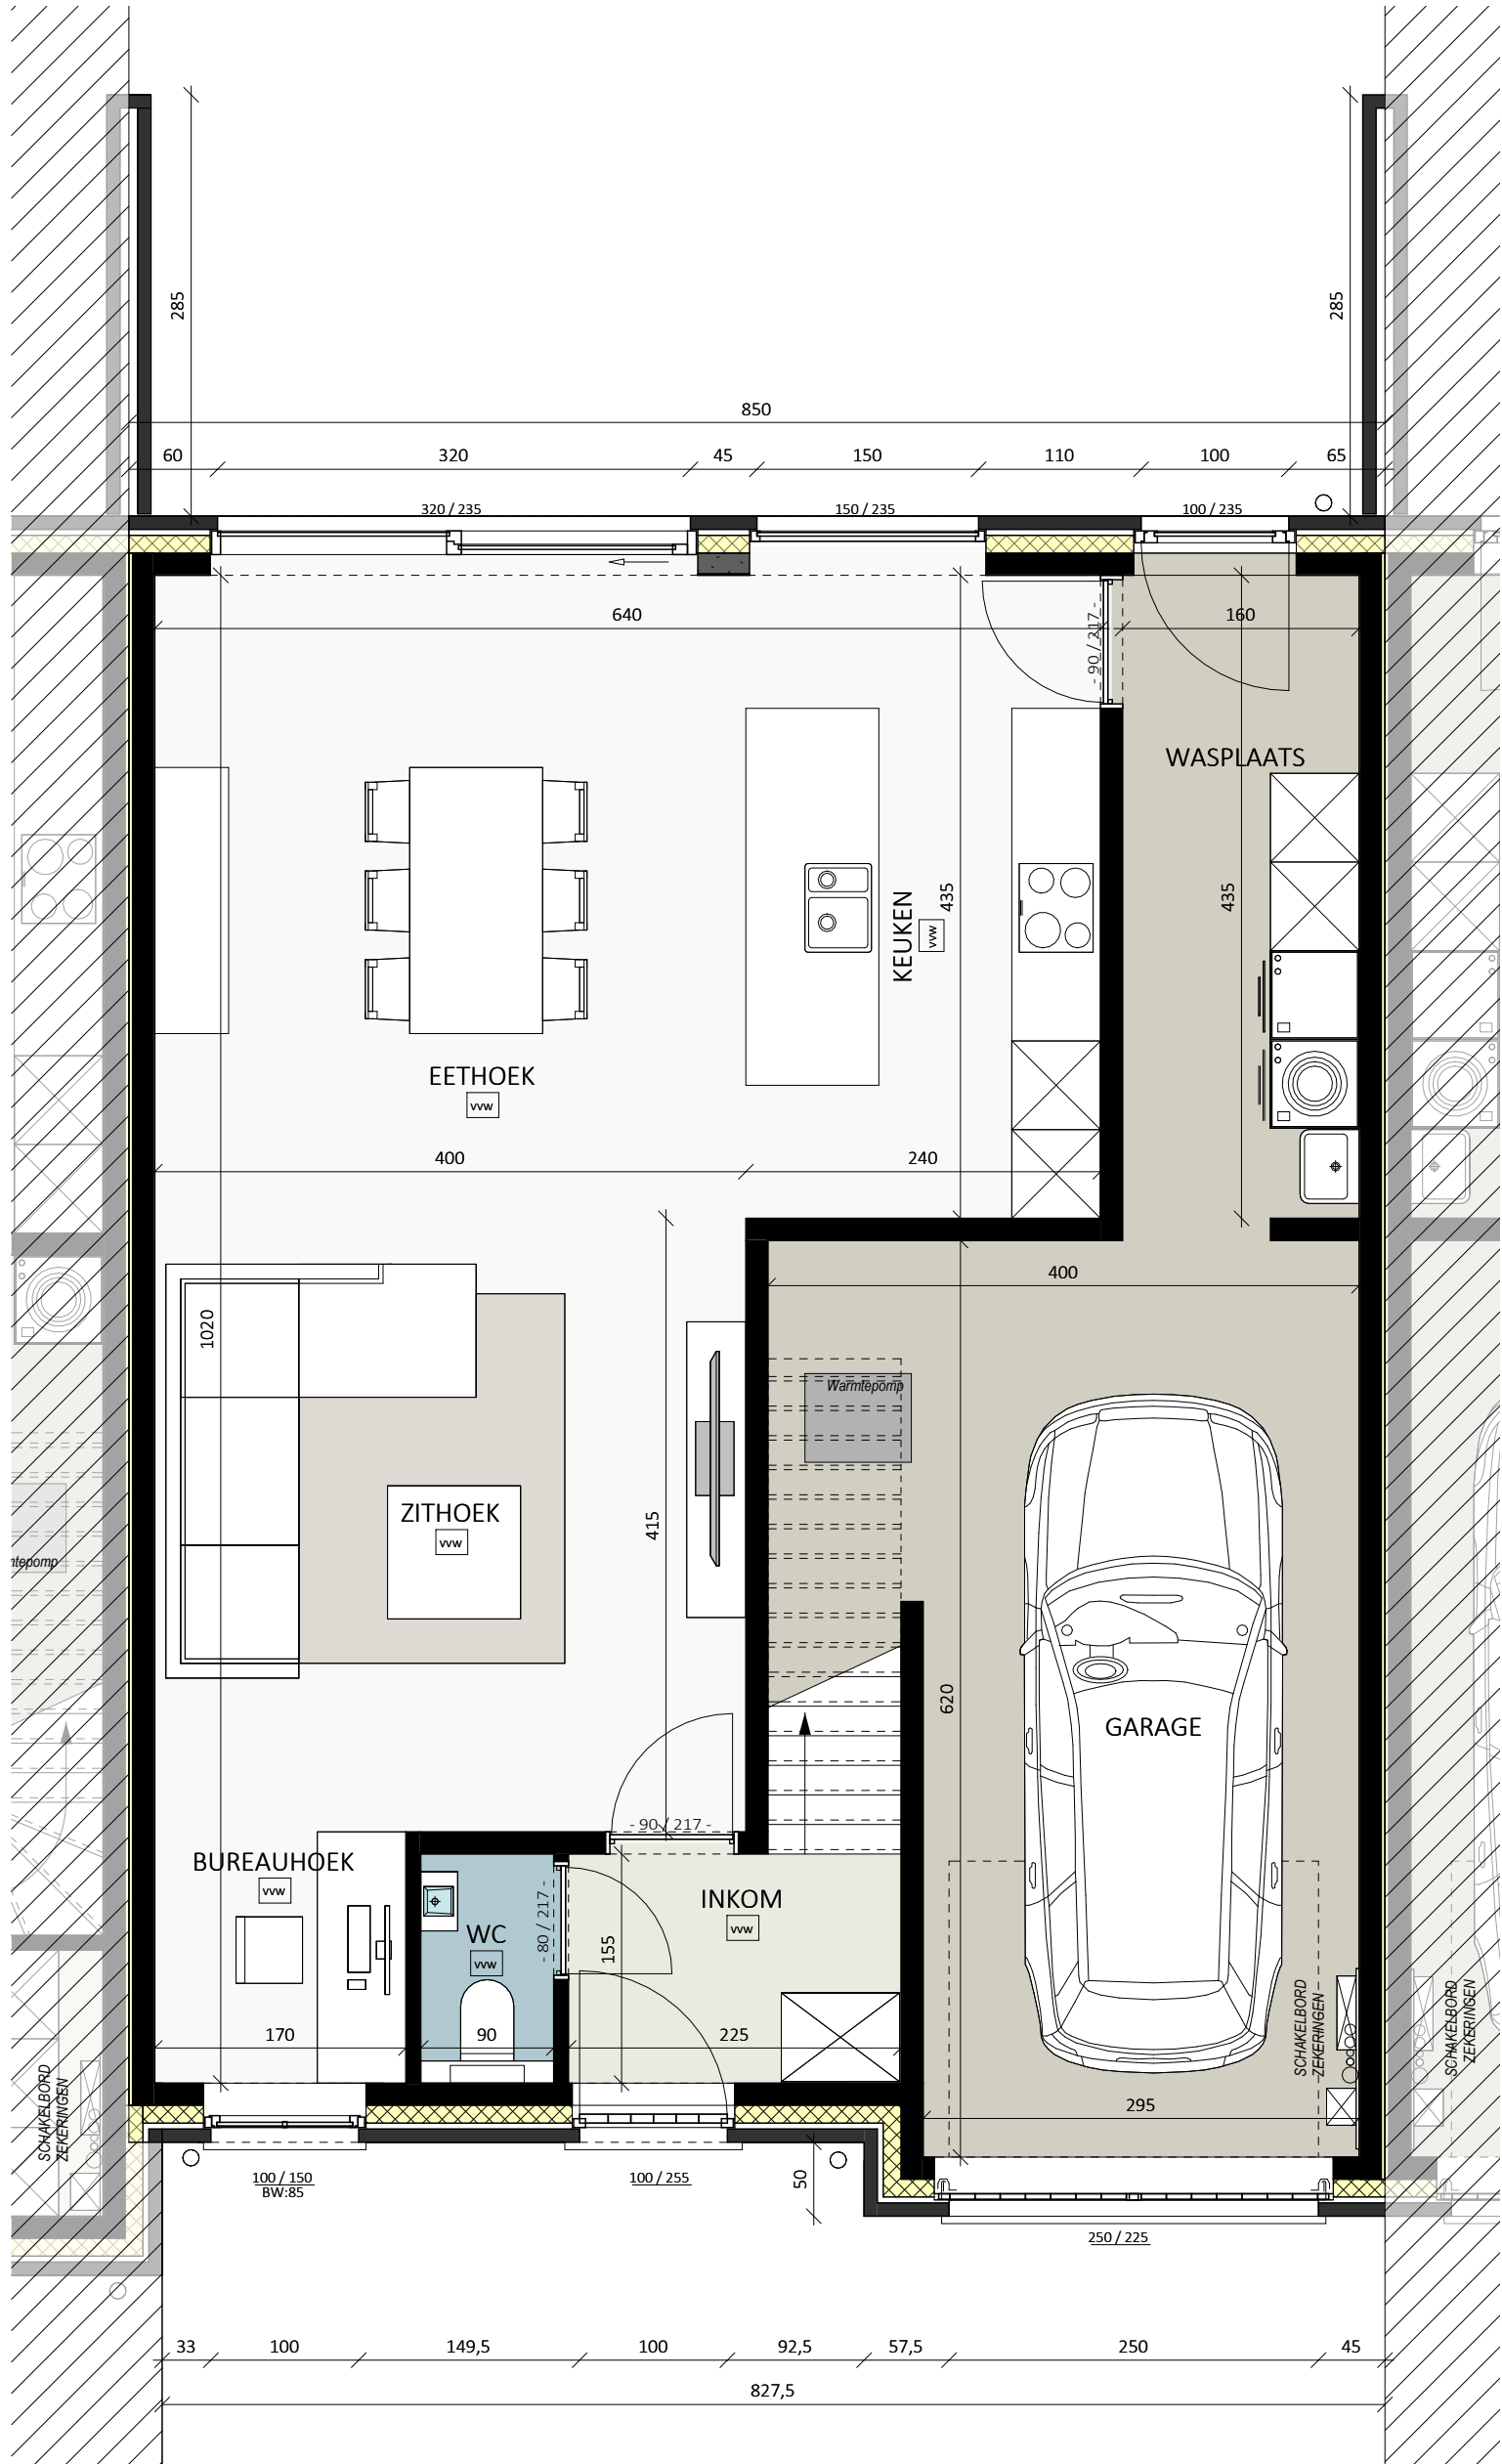 285
285
850
60
320
45
150
110
100
65
320 / 235
150 / 235
100 / 235
640
160
- 90 / 217 -
WASPLAATS
KEUKEN
vvw
435
435
EETHOEK
vvw
400
240
400
1020
Warmtepomp
ZITHOEK
vvw
415
ntepomp
620
GARAGE
- 90 / 217 -
BUREAUHOEK
vvw
INKOM
vvw
WC
vvw
- 80 / 217 -
155
170
90
225
SCHAKELBORD
ZEKERINGEN
SCHAKELBORD
ZEKERINGEN
SCHAKELBORD
ZEKERINGEN
295
100 / 150
BW:85
100 / 255
50
250 / 225
33
100
149,5
100
92,5
57,5
250
45
827,5